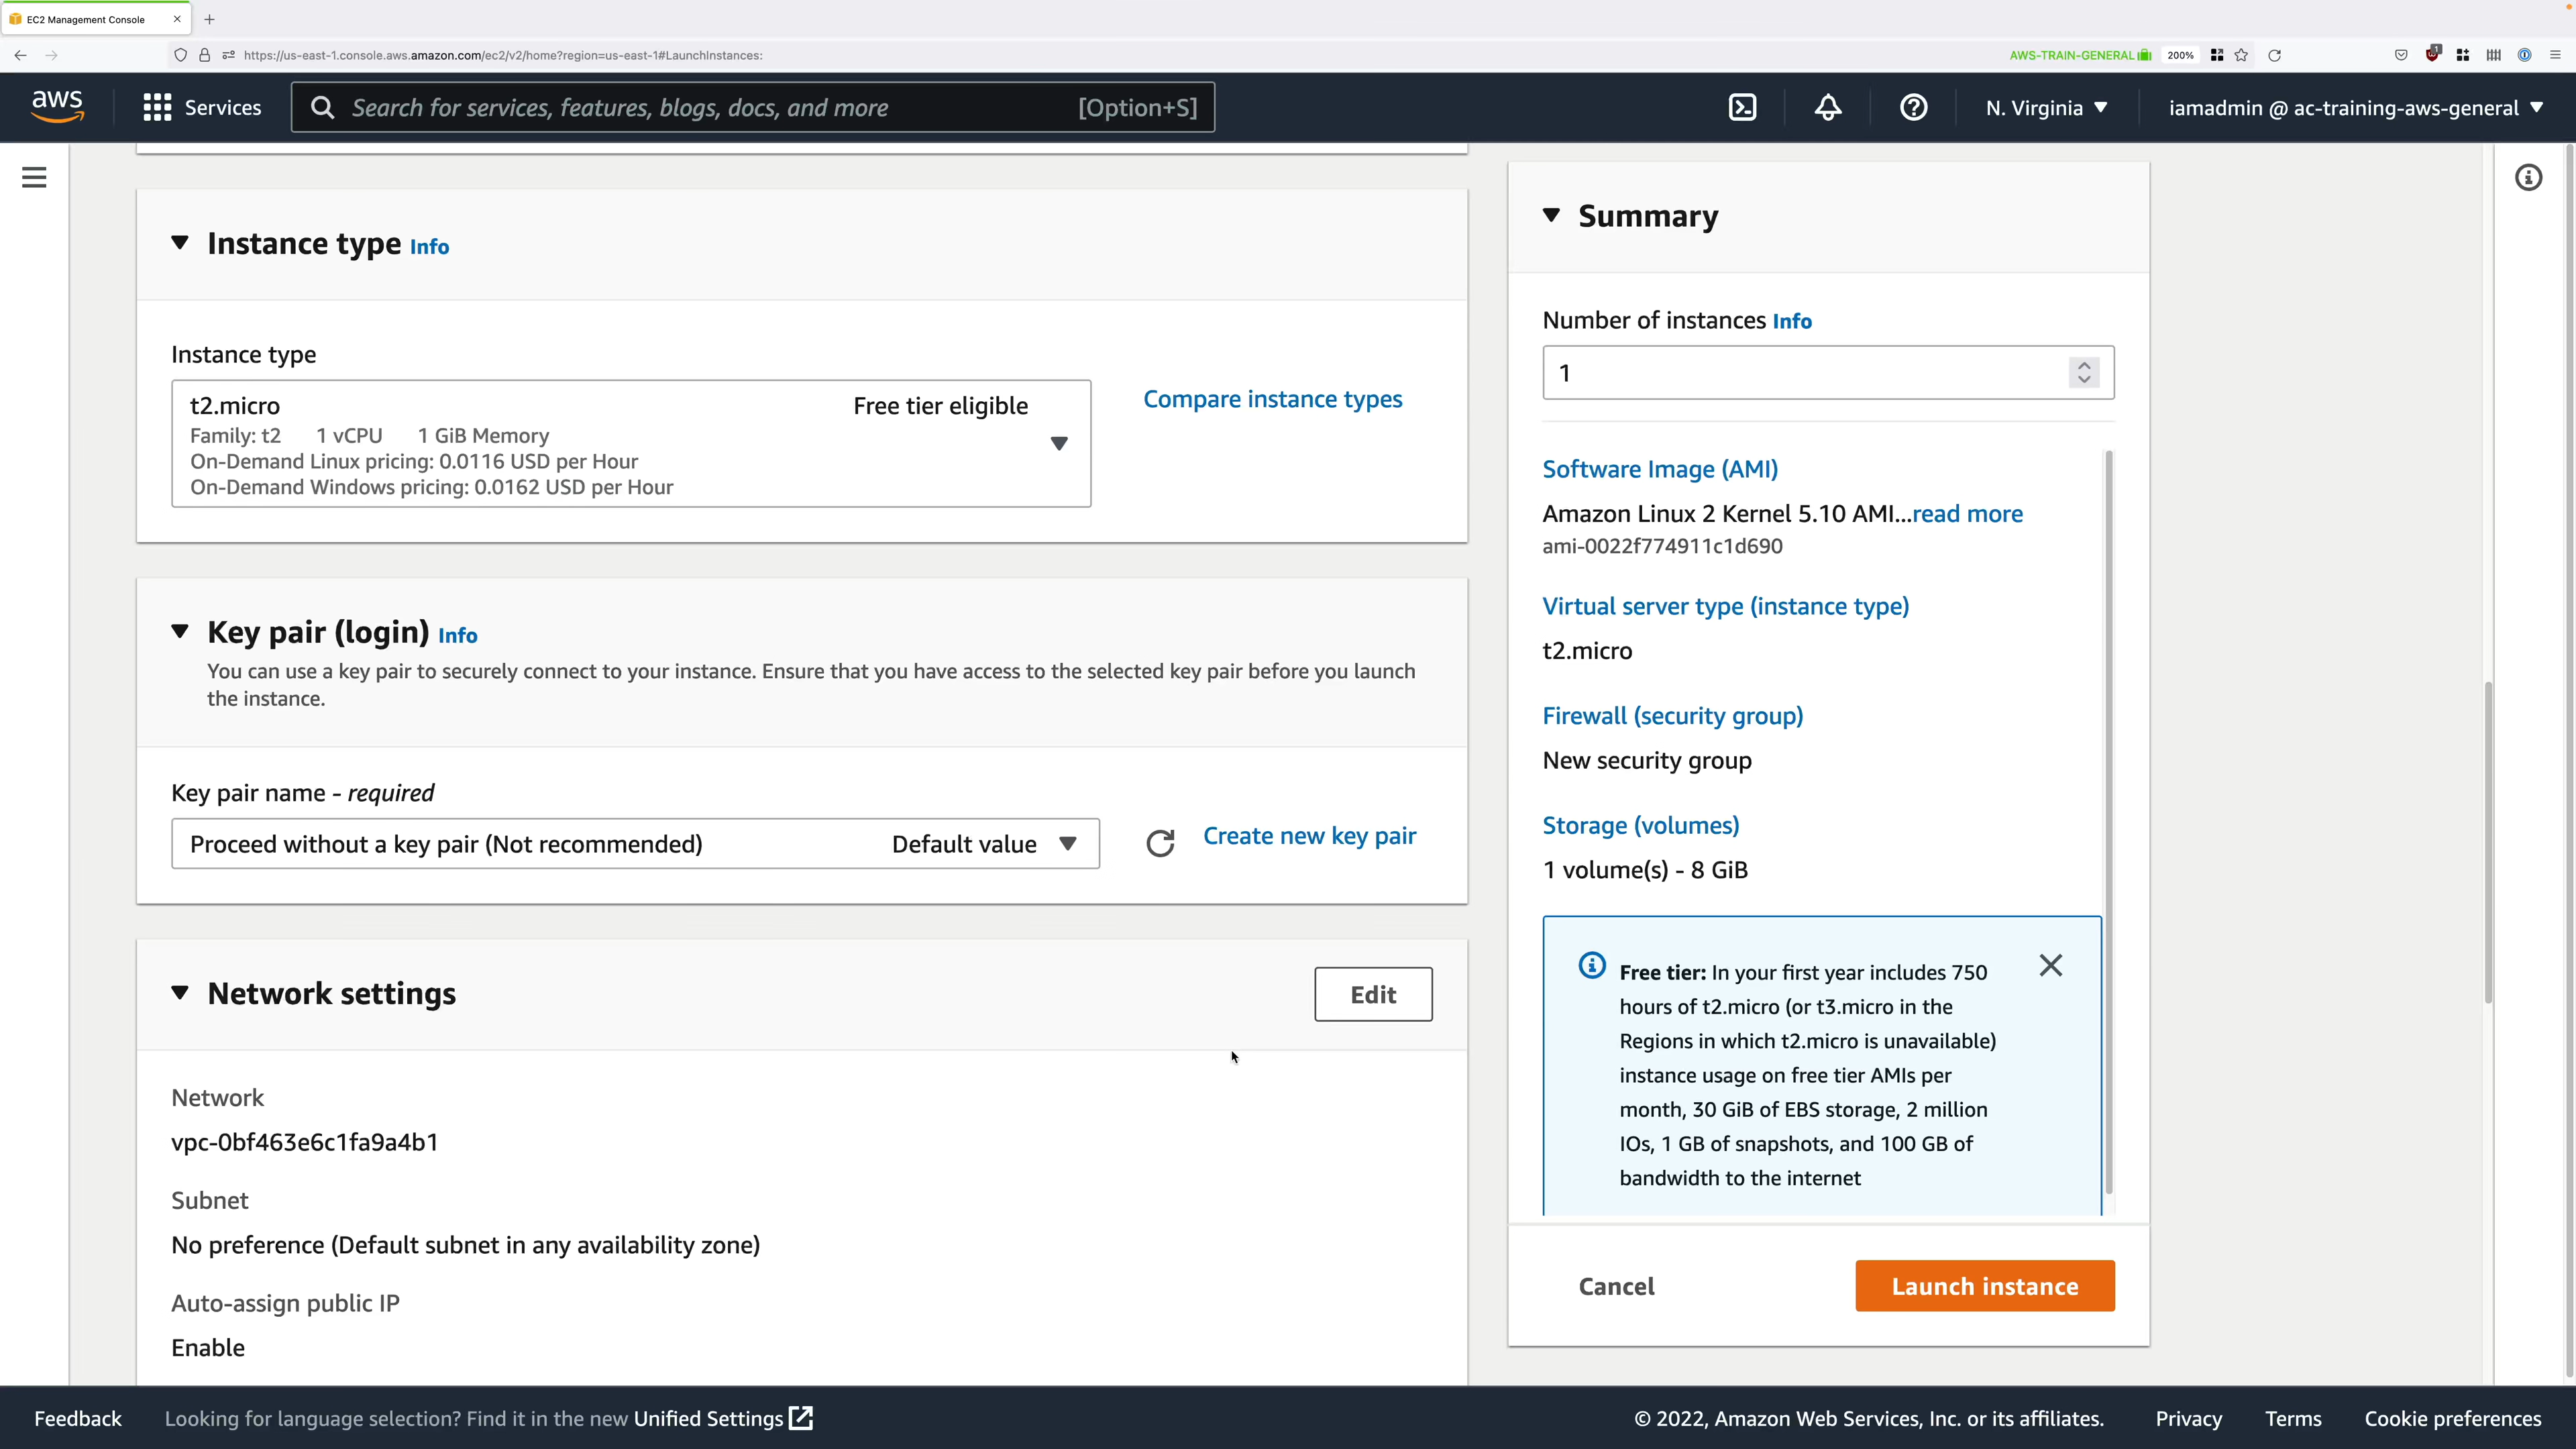 EC2 Management Console
https://us-east-1.console.aws.amazon.com/ec2/v2/home?region=us-east-1#LaunchInstances:
AWS-TRAIN-GENERAL
200%
1
aws
Services
Search for services, features, blogs, docs, and more
[Option+S]
N. Virginia
iamadmin @ ac-training-aws-general
Instance type Info
Instance type
t2.micro
Free tier eligible
Family: t2 1 vCPU 1 GiB Memory
On-Demand Linux pricing: 0.0116 USD per Hour
On-Demand Windows pricing: 0.0162 USD per Hour
Compare instance types
Key pair (login) Info
You can use a key pair to securely connect to your instance. Ensure that you have access to the selected key pair before you launch
the instance.
Key pair name - required
Proceed without a key pair (Not recommended)
Default value
Create new key pair
Network settings
Edit
Network
vpc-0bf463e6c1fa9a4b1
Subnet
No preference (Default subnet in any availability zone)
Auto-assign public IP
Enable
Summary
Number of instances Info
1
Software Image (AMI)
Amazon Linux 2 Kernel 5.10 AMI...read more
ami-0022f774911c1d690
Virtual server type (instance type)
t2.micro
Firewall (security group)
New security group
Storage (volumes)
1 volume(s) - 8 GiB
Free tier: In your first year includes 750
hours of t2.micro (or t3.micro in the
Regions in which t2.micro is unavailable)
instance usage on free tier AMIs per
month, 30 GiB of EBS storage, 2 million
IOs, 1 GB of snapshots, and 100 GB of
bandwidth to the internet
Cancel
Launch instance
Feedback
Looking for language selection? Find it in the new Unified Settings
© 2022, Amazon Web Services, Inc. or its affiliates.
Privacy
Terms
Cookie preferences